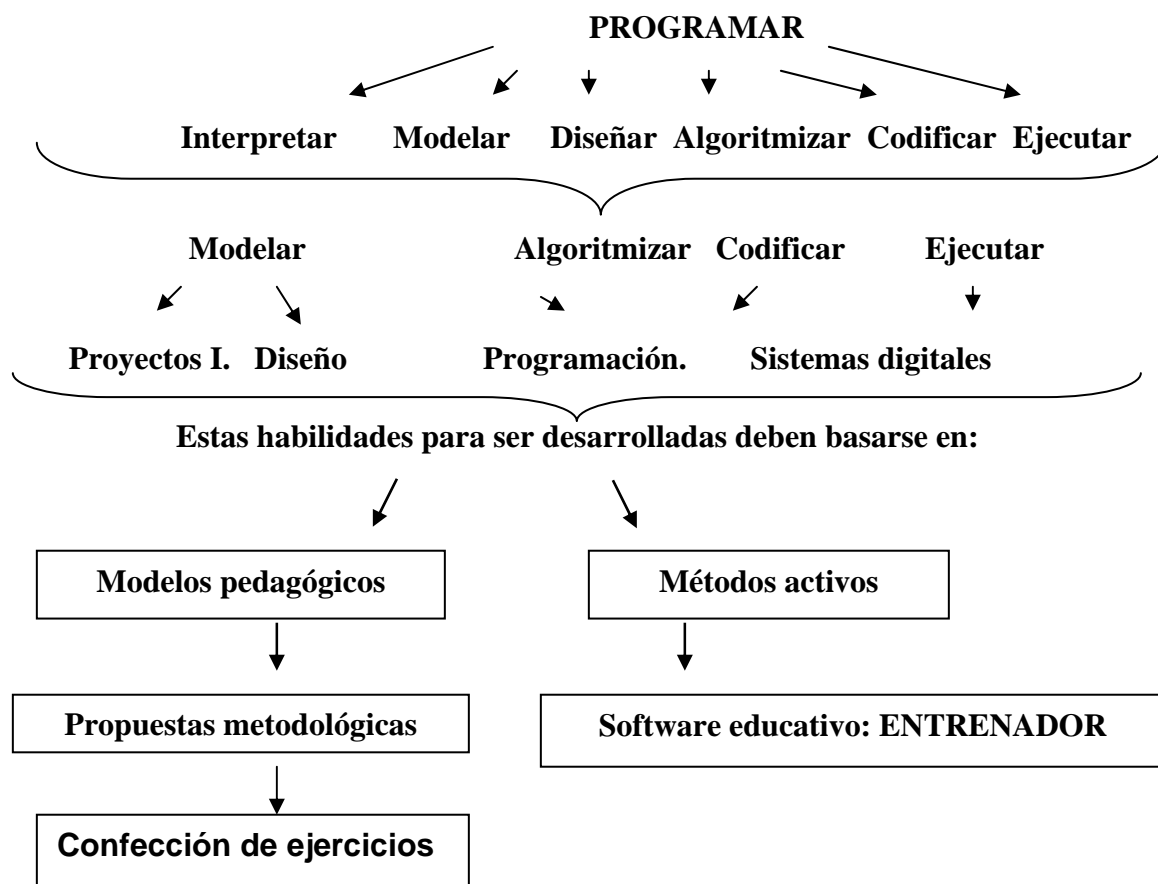 PROGRAMAR
Interpretar Modelar Diseñar Algoritmizar Codificar Ejecutar
Modelar Algoritmizar Codificar Ejecutar
Proyectos I. Diseño Programación. Sistemas digitales
Estas habilidades para ser desarrolladas deben basarse en:
Modelos pedagógicos Métodos activos
Propuestas metodológicas Software educativo: ENTRENADOR
Confección de ejercicios